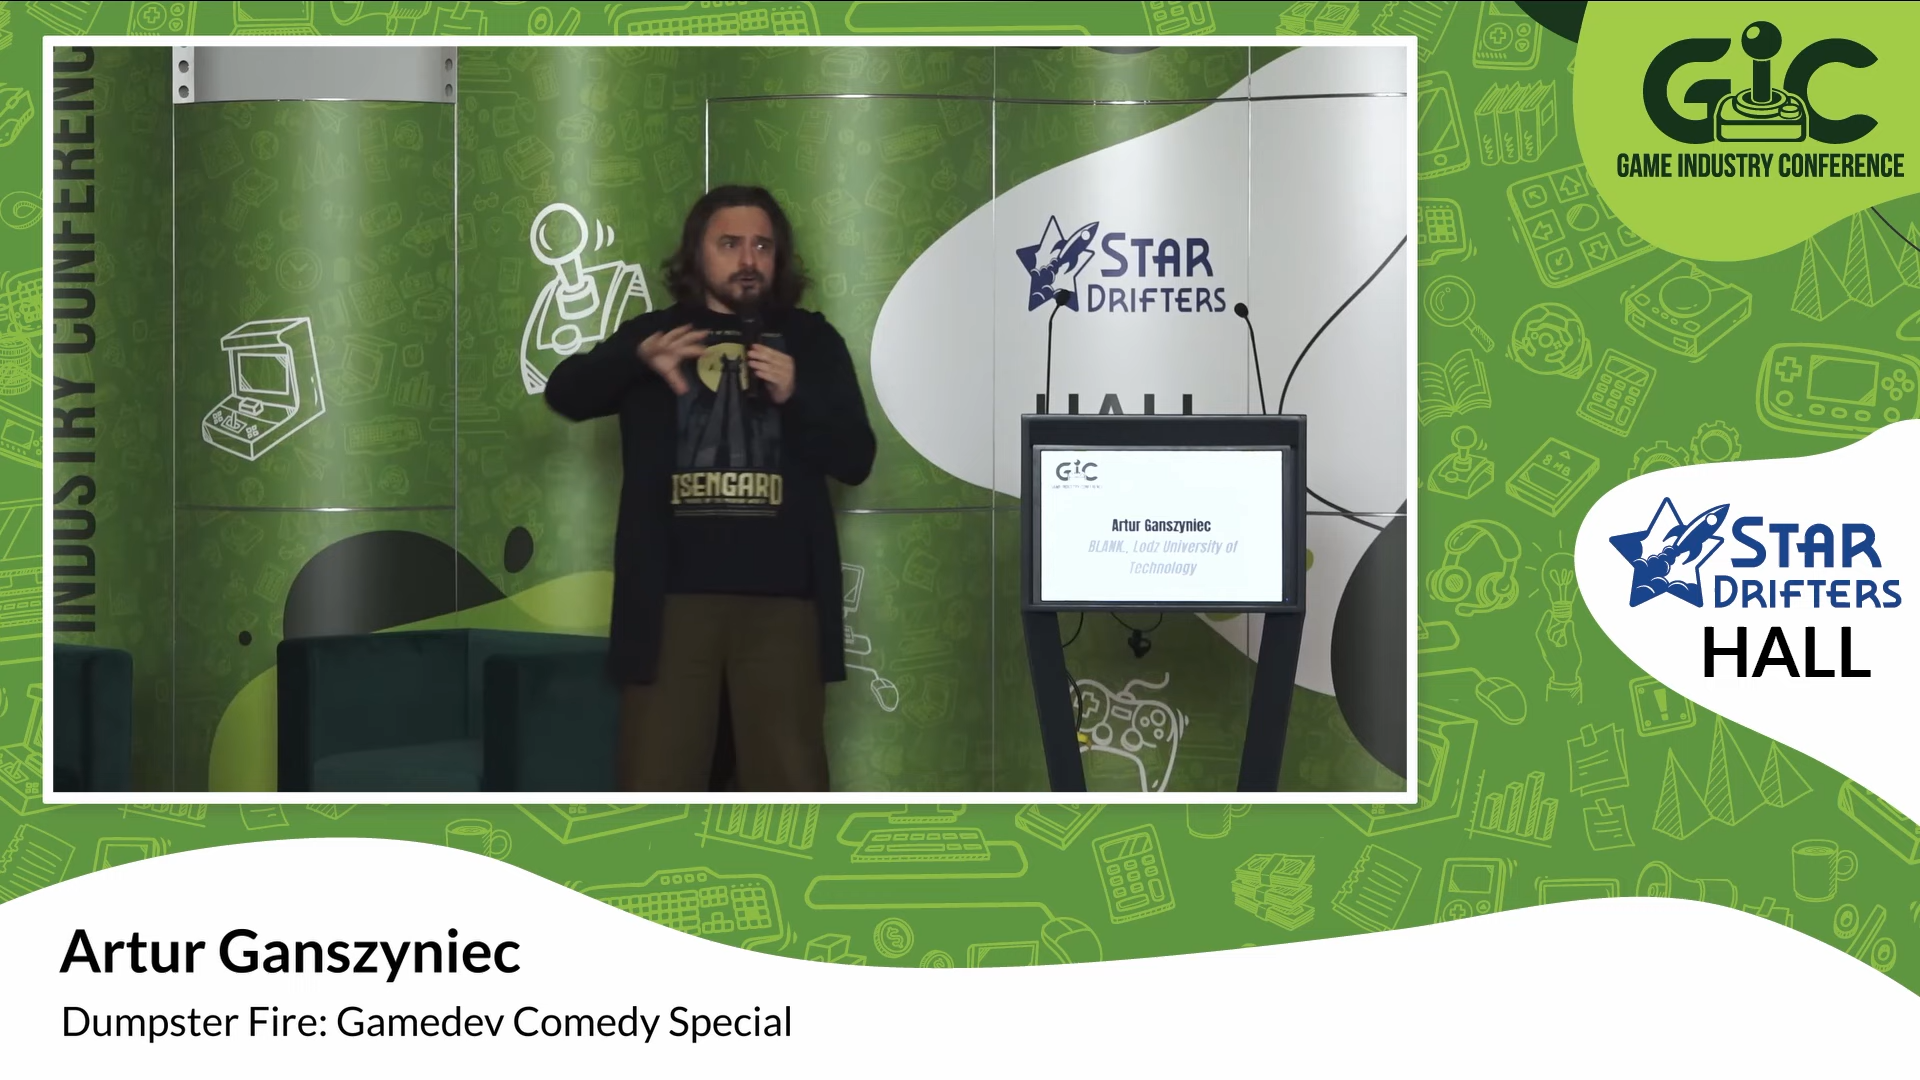 GiC
GAME INDUSTRY CONFERENCE
INDUSTRY CONFERENC
STAR
DRIFTERS
HALL
ISENGARD
GiC
Artur Ganszyniec
BLANK., Lodz University of
Technology
STAR
DRIFTERS
HALL
Artur Ganszyniec
Dumpster Fire: Gamedev Comedy Special